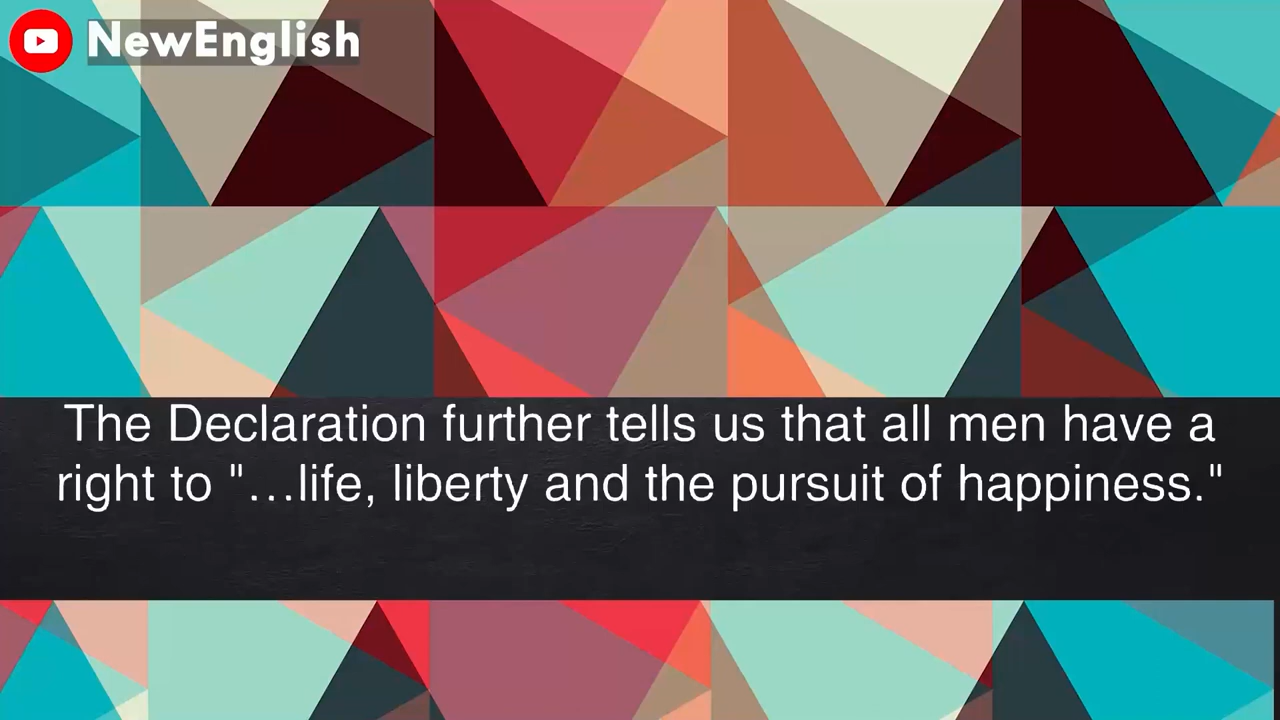 NewEnglish
The Declaration further tells us that all men have a
right to "…life, liberty and the pursuit of happiness."